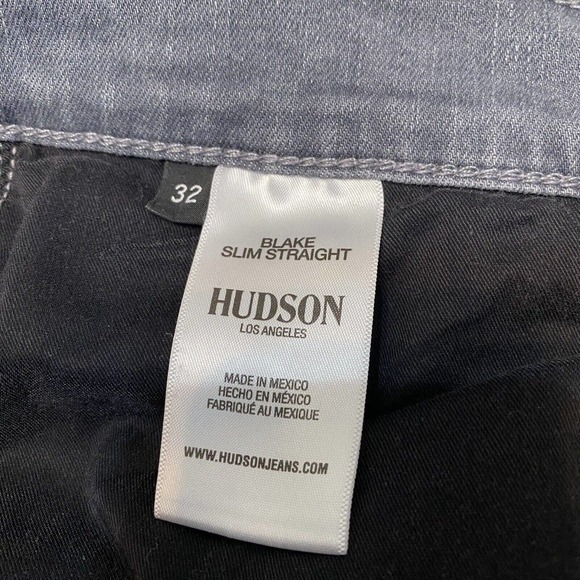 32
BLAKE
SLIM STRAIGHT
HUDSON
LOS ANGELES
MADE IN MEXICO
HECHO EN MÉXICO
FABRIQUÉ AU MEXIQUE
WWW.HUDSONJEANS.COM